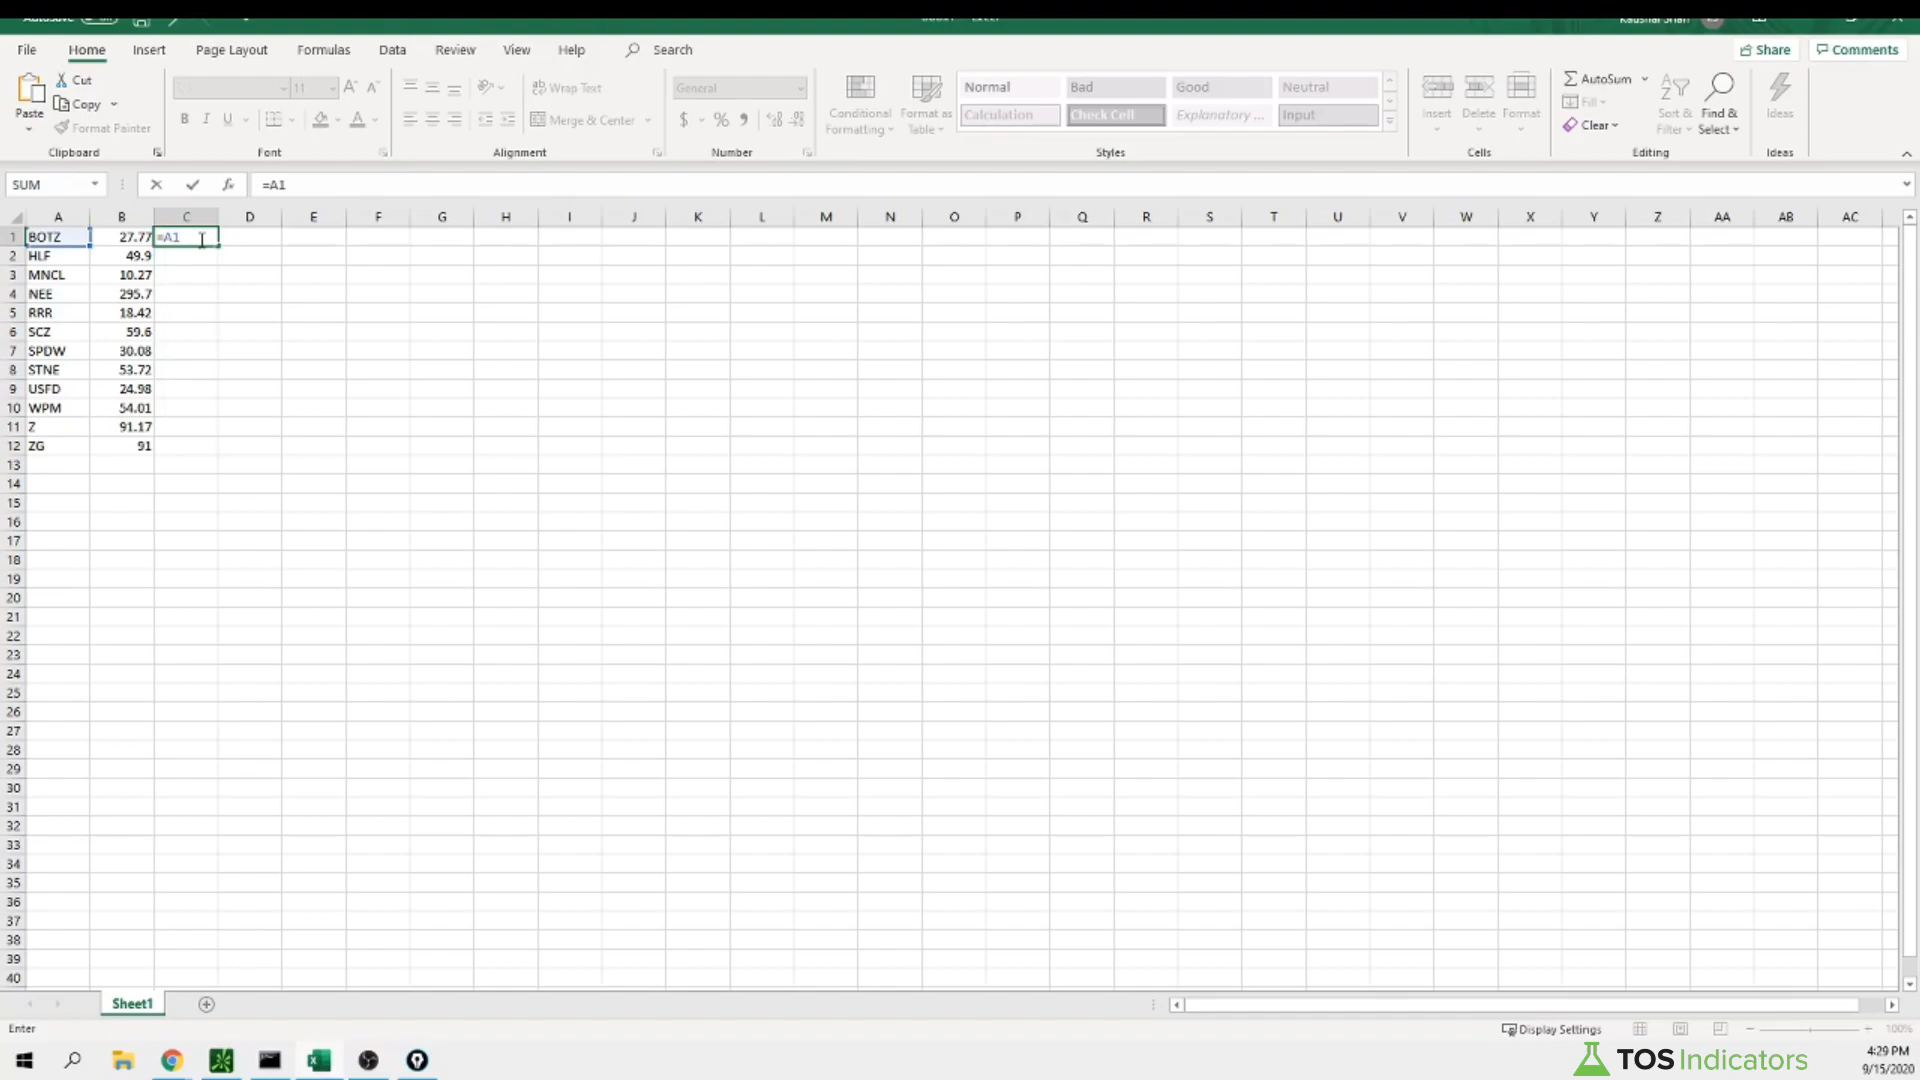 File Home Insert Page Layout Formulas Data Review View Help Search Share Comments
Paste Cut Copy Format Painter Clipboard
11 Font
Wrap Text Merge & Center Alignment
General $ % Number
Conditional Formatting Format as Table
Normal Bad Good Neutral
Calculation Check Cell Explanatory ... Input
Styles
Insert Delete Format Cells
AutoSum Fill Clear Sort & Filter Find & Select Editing
Ideas Ideas
SUM fx =A1
A B C D E F G H I J K L M N O P Q R S T U V W X Y Z AA AB AC
1 BOTZ 27.77 =A1
2 HLF 49.9
3 MNCL 10.27
4 NEE 295.7
5 RRR 18.42
6 SCZ 59.6
7 SPDW 30.08
8 STNE 53.72
9 USFD 24.98
10 WPM 54.01
11 Z 91.17
12 ZG 91
13
14
15
16
17
18
19
20
21
22
23
24
25
26
27
28
29
30
31
32
33
34
35
36
37
38
39
40
Sheet1
Enter Display Settings 100%
TOS Indicators
4:29 PM
9/15/2020